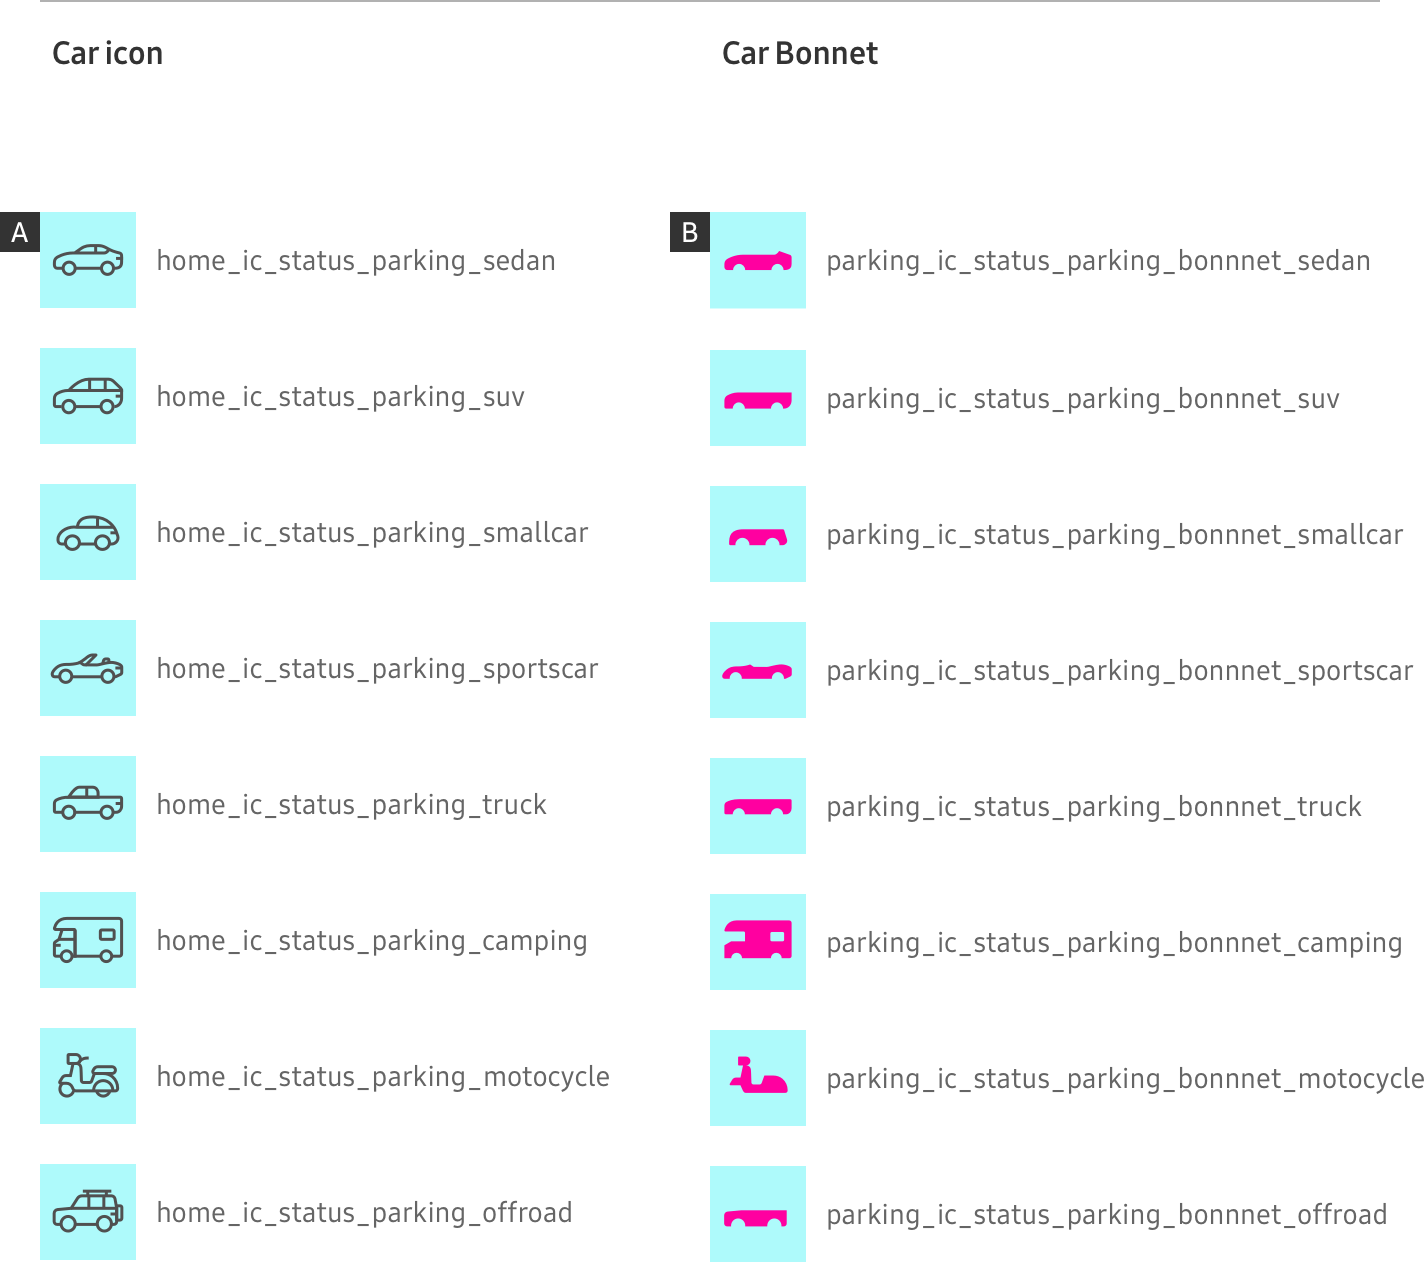 Car icon
Car Bonnet
A
B
home_ic_status_parking_sedan
parking_ic_status_parking_bonnnet_sedan
home_ic_status_parking_suv
parking_ic_status_parking_bonnnet_suv
home_ic_status_parking_smallcar
parking_ic_status_parking_bonnnet_smallcar
home_ic_status_parking_sportscar
parking_ic_status_parking_bonnnet_sportscar
home_ic_status_parking_truck
parking_ic_status_parking_bonnnet_truck
home_ic_status_parking_camping
parking_ic_status_parking_bonnnet_camping
home_ic_status_parking_motocycle
parking_ic_status_parking_bonnnet_motocycle
home_ic_status_parking_offroad
parking_ic_status_parking_bonnnet_offroad